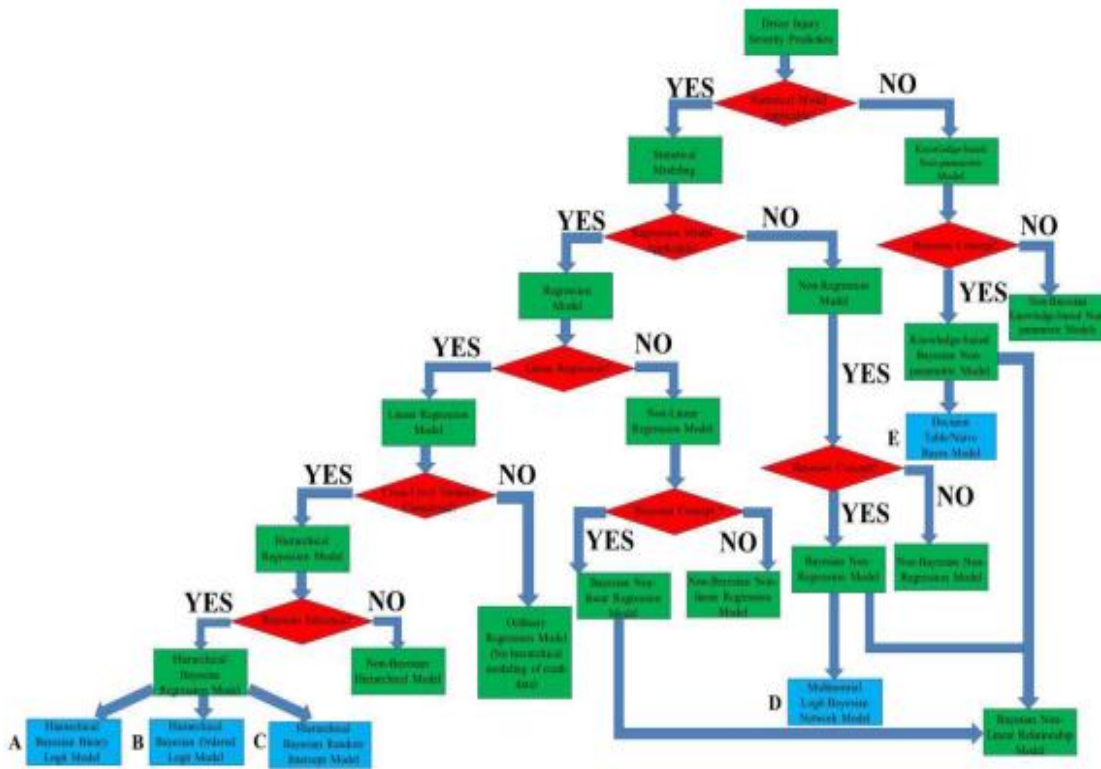 Driver Injury
Severity Prediction
YES
NO
Statistical
Modeling
Knowledge-based
Non-parametric
Model
YES
NO
Regression Model
NO
Regression
Model
Non-Regression
Model
YES
Non-Bayesian
Knowledge-based Non-
parametric Models
YES
NO
Linear Regression?
YES
Knowledge-based
Bayesian Non-
parametric Model
Linear Regression
Model
Non-Linear
Regression Model
E
Decision
Table/Naive
Bayes Model
YES
NO
Bayesian Concept?
NO
Hierarchical
Regression Model
YES
NO
YES
Bayesian Non-
linear Regression
Model
Non-Bayesian Non-
linear Regression
Model
Bayesian Non-
Regression Model
Non-Bayesian Non-
Regression Model
YES
NO
Ordinary
Regression Model
(No hierarchical
modeling of crash
data)
Hierarchical
Bayesian
Regression Model
Non-Bayesian
Hierarchical Model
D
Multinomial
Logit-Bayesian
Network Model
A
Hierarchical
Bayesian Binary
Logit Model
B
Hierarchical
Bayesian Ordered
Logit Model
C
Hierarchical
Bayesian Random
Intercept Model
Bayesian Non-
Linear Relationship
Model